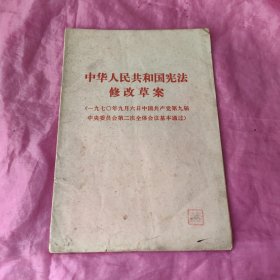 中华人民共和国宪法
修改草案
(一九七〇年九月六日中国共产党第九届
中央委员会第二次全体会议基本通过)